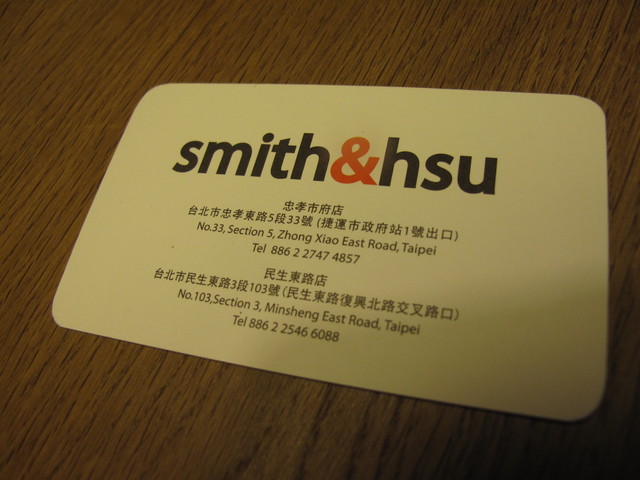 smith&hsu
忠孝市府店
台北市忠孝東路5段33號(捷運市政府站1號出口)
No.33, Section 5, Zhong Xiao East Road, Taipei
Tel 886 2 2747 4857
民生東路店
台北市民生東路3段103號(民生東路復興北路交叉路口)
No.103,Section 3, Minsheng East Road, Taipei
Tel 886 2 2546 6088